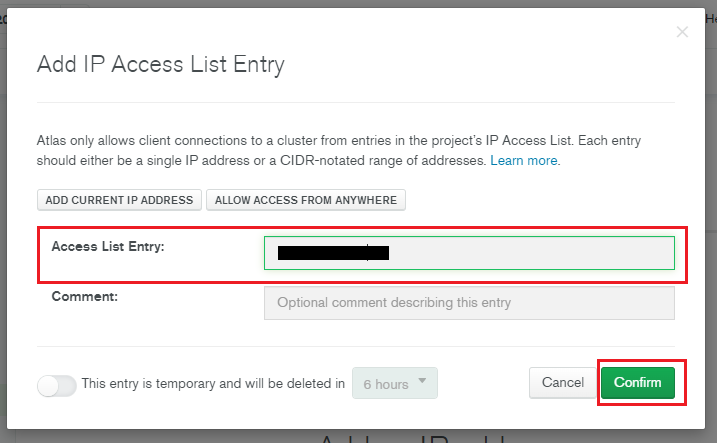 Add IP Access List Entry
Atlas only allows client connections to a cluster from entries in the project's IP Access List. Each entry
should either be a single IP address or a CIDR-notated range of addresses. Learn more.
ADD CURRENT IP ADDRESS ALLOW ACCESS FROM ANYWHERE
Access List Entry:
Comment: Optional comment describing this entry
This entry is temporary and will be deleted in 6 hours Cancel Confirm